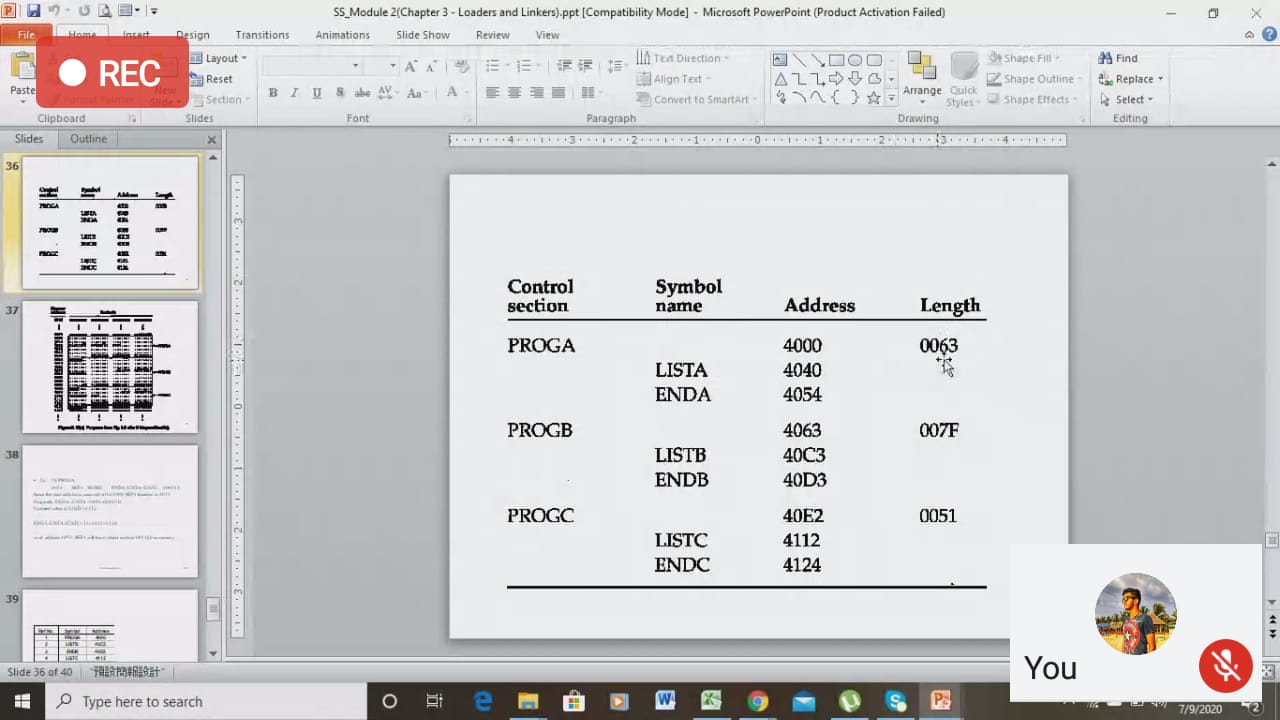 SS_Module 2(Chapter 3 - Loaders and Linkers).ppt [Compatibility Mode] - Microsoft PowerPoint (Product Activation Failed)
File Home Insert Design Transitions Animations Slide Show Review View
REC
Paste
Format Painter
Layout
Reset
New Slide
Section
Text Direction
Align Text
Convert to SmartArt
Arrange
Quick Styles
Shape Fill
Shape Outline
Shape Effects
Find
Replace
Select
Clipboard Slides Font Paragraph Drawing Editing
Slides Outline
36
37
38
39
Control section Symbol name Address Length
PROGA 4000 0063
LISTA 4040
ENDA 4054
PROGB 4063 007F
LISTB 40C3
ENDB 40D3
PROGC 40E2 0051
LISTC 4112
ENDC 4124
You
Slide 36 of 40
Type here to search
7/9/2020